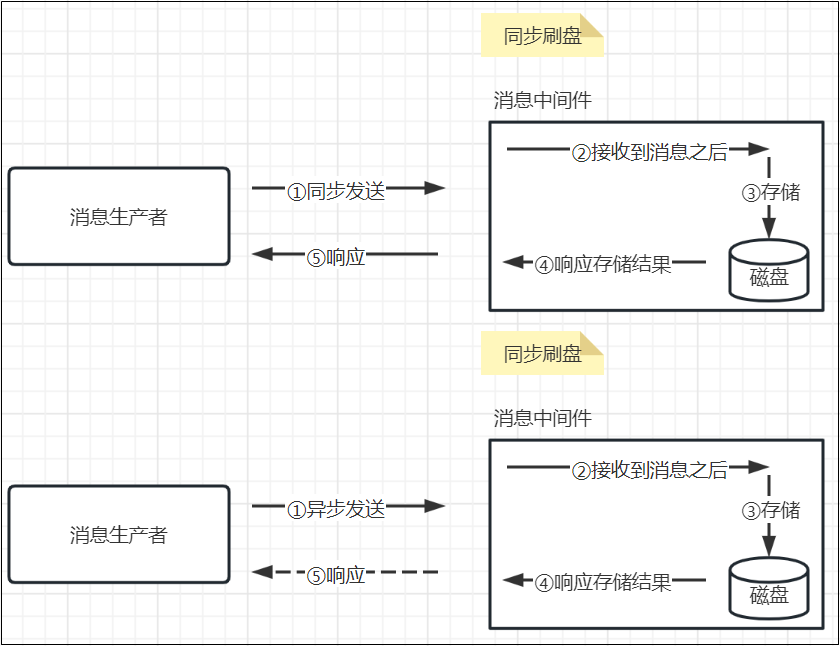 同步刷盘
消息中间件
②接收到消息之后
①同步发送
③存储
消息生产者
⑤响应
④响应存储结果
磁盘
同步刷盘
消息中间件
②接收到消息之后
①异步发送
③存储
消息生产者
⑤响应
④响应存储结果
磁盘